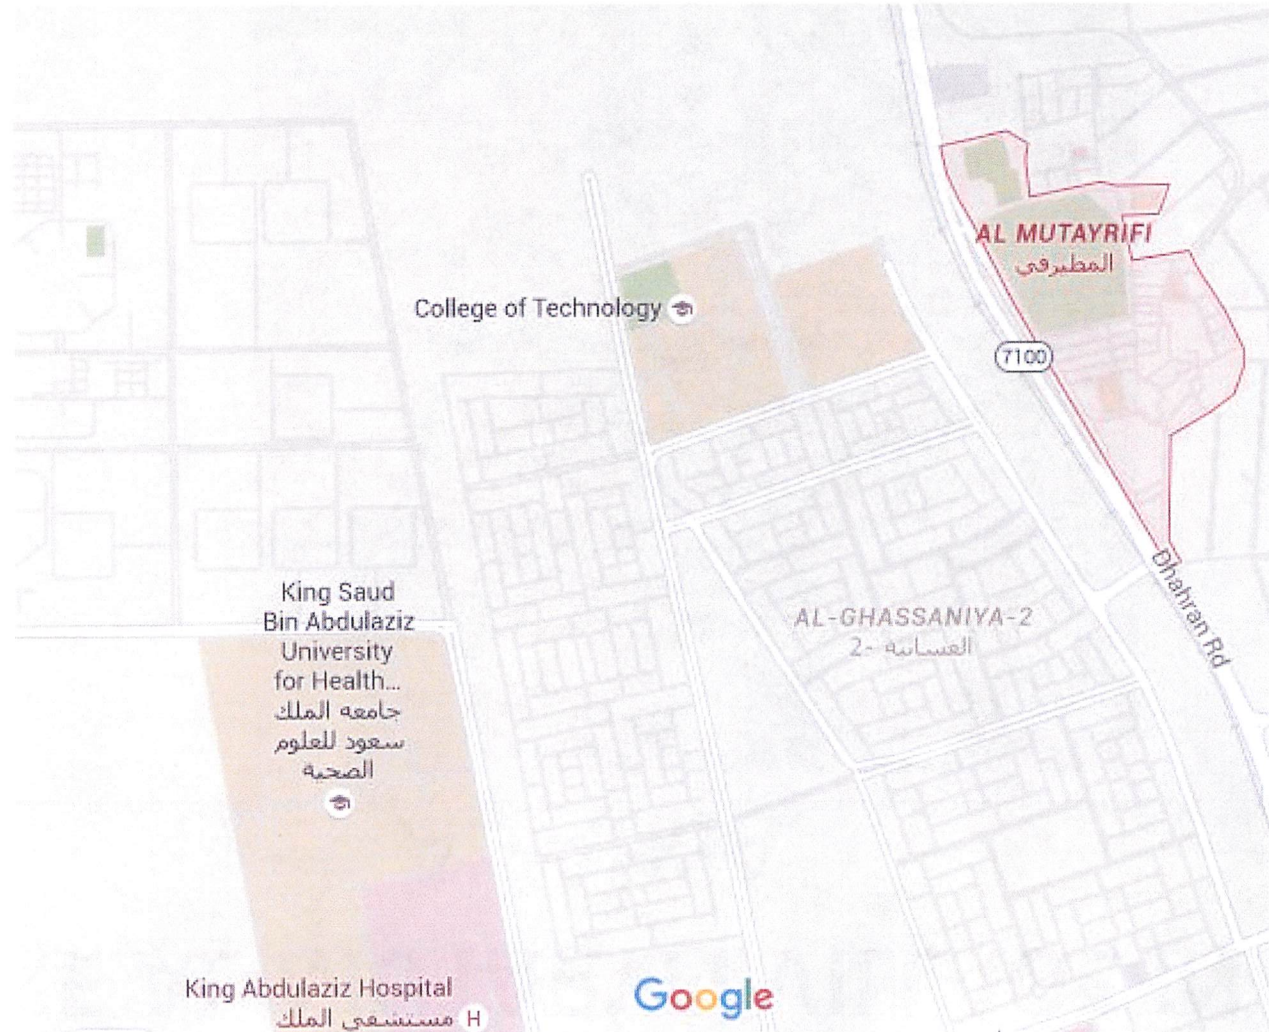 AL MUTAYRIFI
المطيرفي
College of Technology
7100
King Saud
Bin Abdulaziz
University
for Health...
جامعة الملك
سعود للعلوم
الصحية
AL-GHASSANIYA-2
الغسانية -2
Dhahran Rd
King Abdulaziz Hospital
مستشفى الملك
H
Google